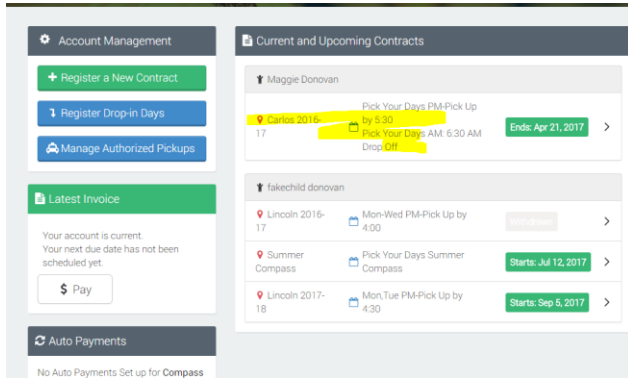 Account Management
+ Register a New Contract
Register Drop-in Days
Manage Authorized Pickups
Latest Invoice
Your account is current.
Your next due date has not been
scheduled yet.
$ Pay
Auto Payments
No Auto Payments Set up for Compass
Current and Upcoming Contracts
Maggie Donovan
Carlos 2016-
17
Pick Your Days PM-Pick Up
by 5:30
Pick Your Days AM: 6:30 AM
Drop Off
Ends: Apr 21, 2017
fakechild donovan
Lincoln 2016-
17
Mon-Wed PM-Pick Up by
4:00
Withdrawn
Summer
Compass
Pick Your Days Summer
Compass
Starts: Jul 12, 2017
Lincoln 2017-
18
Mon,Tue PM-Pick Up by
4:30
Starts: Sep 5, 2017